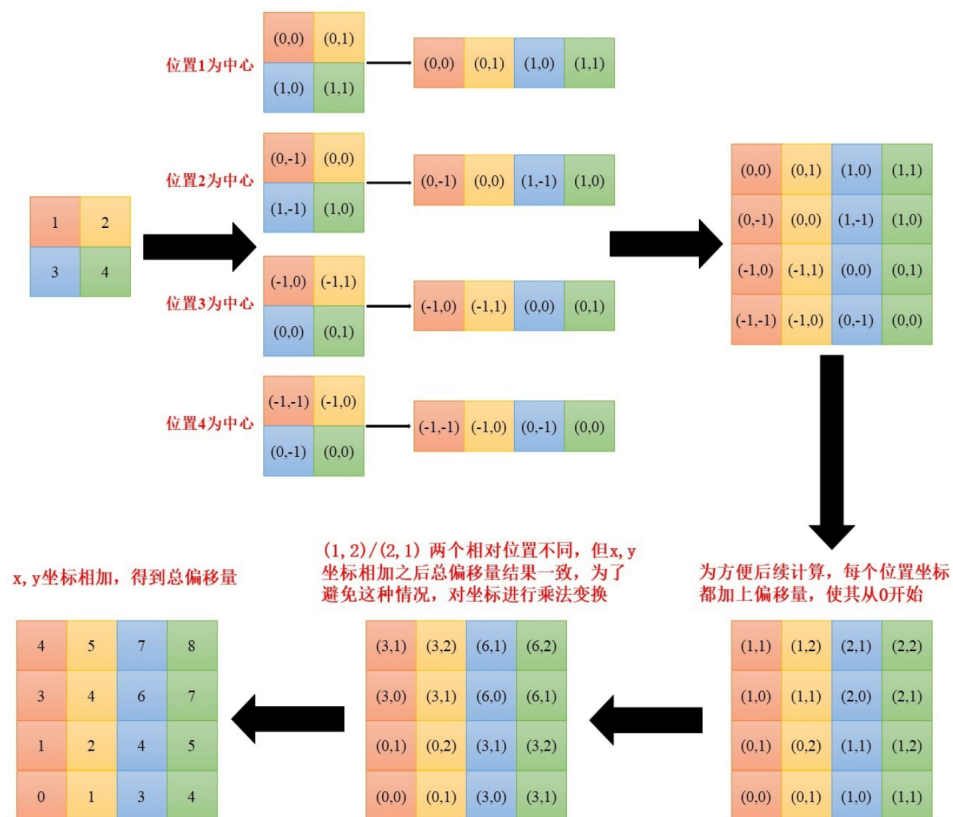 位置1为中心
(0,0) (0,1)
(1,0) (1,1)
(0,0) (0,1) (1,0) (1,1)
位置2为中心
(0,-1) (0,0)
(1,-1) (1,0)
(0,-1) (0,0) (1,-1) (1,0)
1 2
3 4
位置3为中心
(-1,0) (-1,1)
(0,0) (0,1)
(-1,0) (-1,1) (0,0) (0,1)
位置4为中心
(-1,-1) (-1,0)
(0,-1) (0,0)
(-1,-1) (-1,0) (0,-1) (0,0)
(0,0) (0,1) (1,0) (1,1)
(0,-1) (0,0) (1,-1) (1,0)
(-1,0) (-1,1) (0,0) (0,1)
(-1,-1) (-1,0) (0,-1) (0,0)
为方便后续计算，每个位置坐标
都加上偏移量，使其从0开始
(1,1) (1,2) (2,1) (2,2)
(1,0) (1,1) (2,0) (2,1)
(0,1) (0,2) (1,1) (1,2)
(0,0) (0,1) (1,0) (1,1)
(1,2)/(2,1)两个相对位置不同，但x,y
坐标相加之后总偏移量结果一致，为了
避免这种情况，对坐标进行乘法变换
(3,1) (3,2) (6,1) (6,2)
(3,0) (3,1) (6,0) (6,1)
(0,1) (0,2) (3,1) (3,2)
(0,0) (0,1) (3,0) (3,1)
x,y坐标相加，得到总偏移量
4 5 7 8
3 4 6 7
1 2 4 5
0 1 3 4